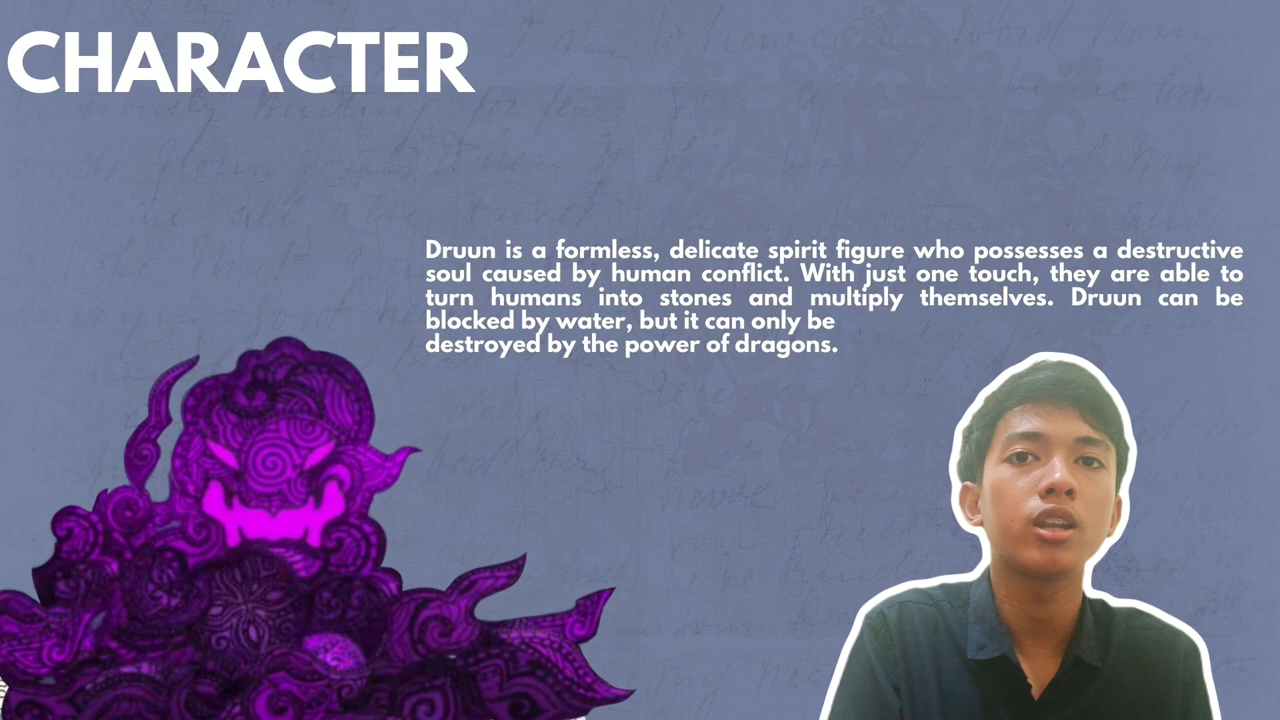 CHARACTER
Druun is a formless, delicate spirit figure who possesses a destructive
soul caused by human conflict. With just one touch, they are able to
turn humans into stones and multiply themselves. Druun can be
blocked by water, but it can only be
destroyed by the power of dragons.